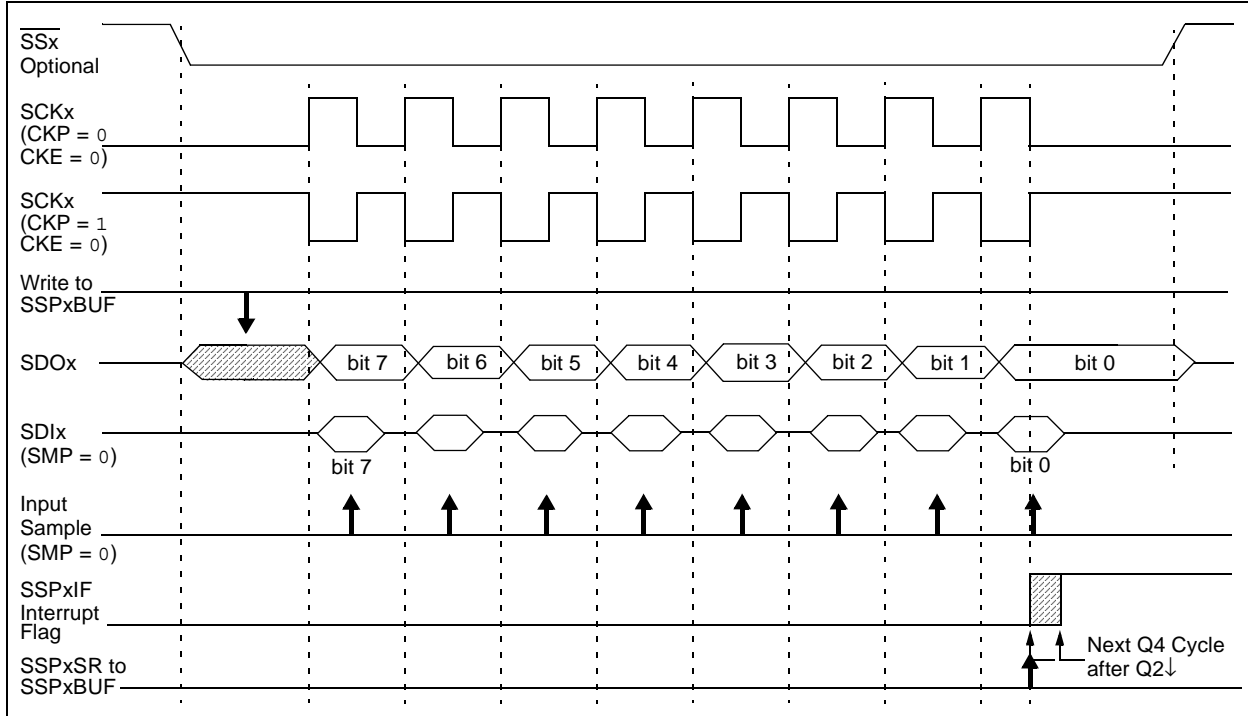 SSx
Optional
SCKx
(CKP = 0
CKE = 0)
SCKx
(CKP = 1
CKE = 0)
Write to
SSPxBUF
SDOx
bit 7
bit 6
bit 5
bit 4
bit 3
bit 2
bit 1
bit 0
SDIx
(SMP = 0)
bit 7
bit 0
Input
Sample
(SMP = 0)
SSPxIF
Interrupt
Flag
Next Q4 Cycle
after Q2↓
SSPxSR to
SSPxBUF